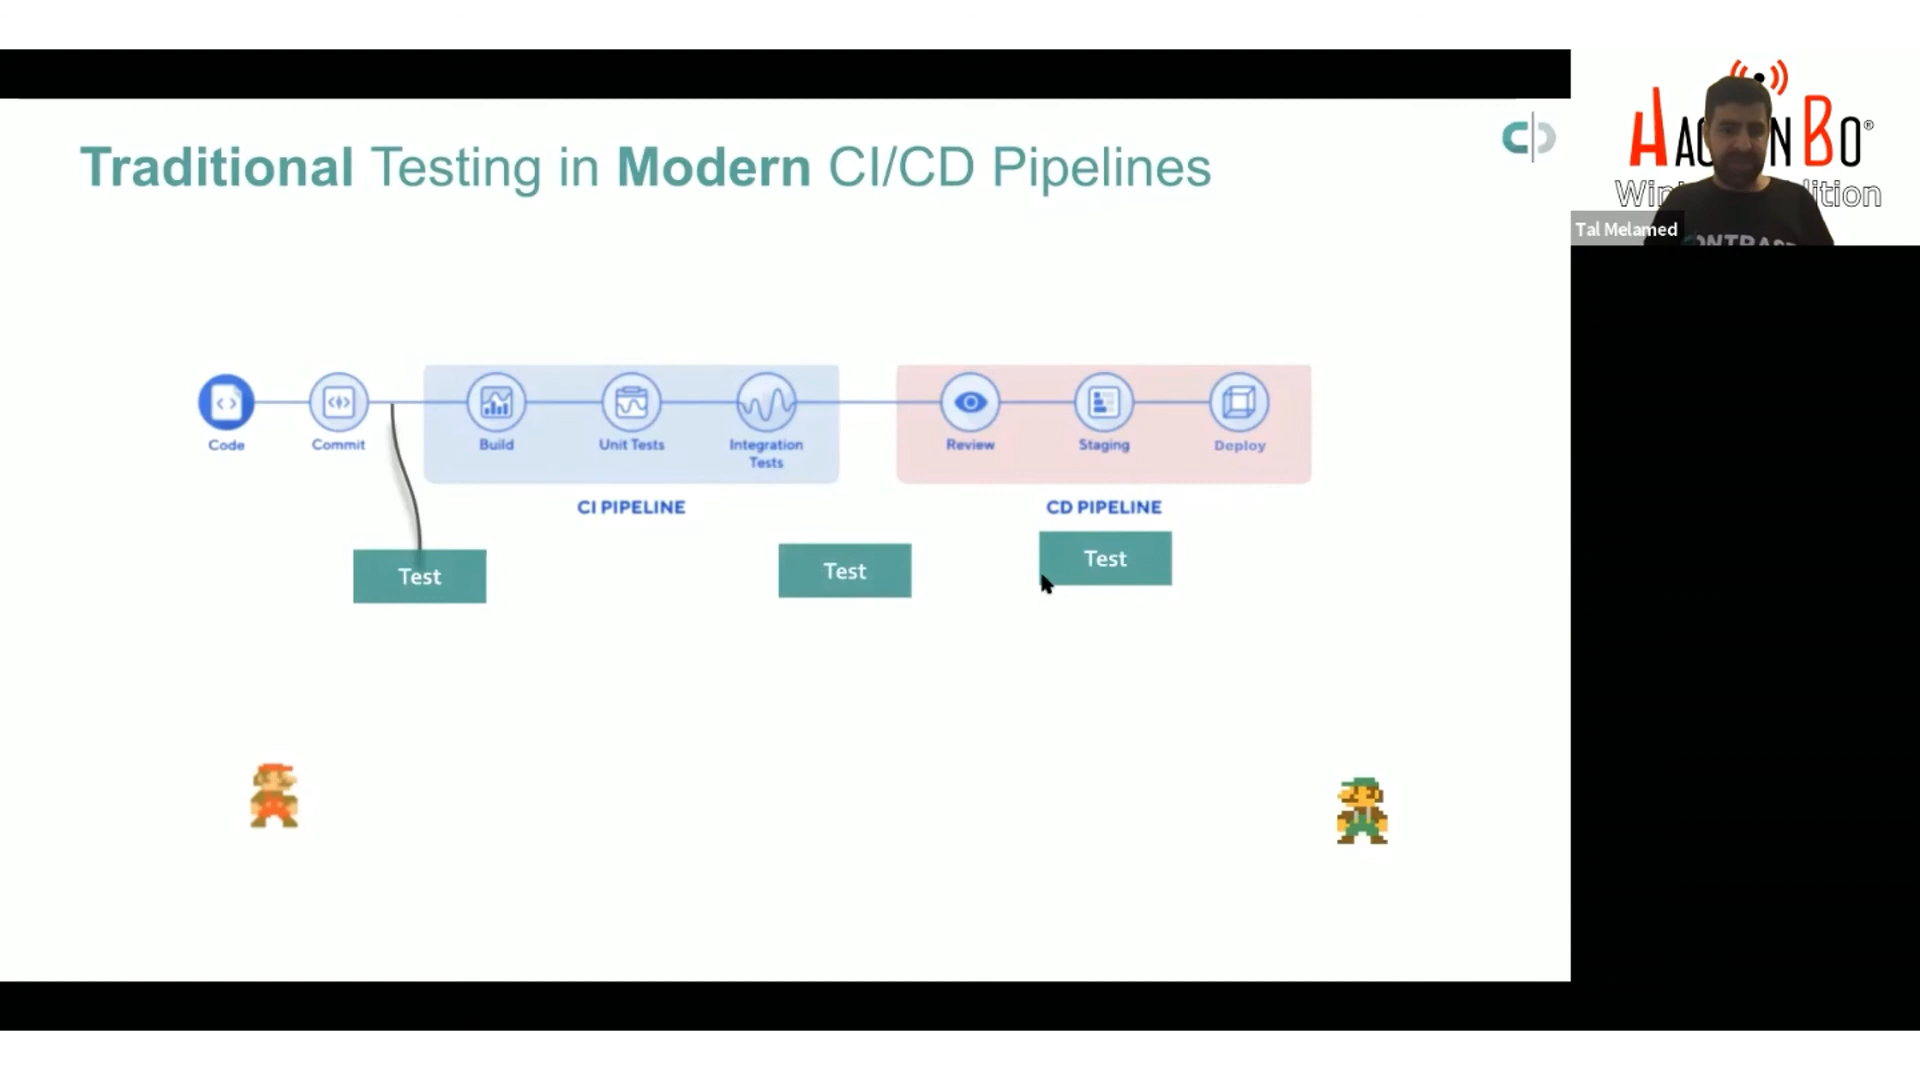 Traditional Testing in Modern CI/CD Pipelines
Code
Commit
Build
Unit Tests
Integration
Tests
Review
Staging
Deploy
CI PIPELINE
CD PIPELINE
Test
Test
Test
Tal Melamed